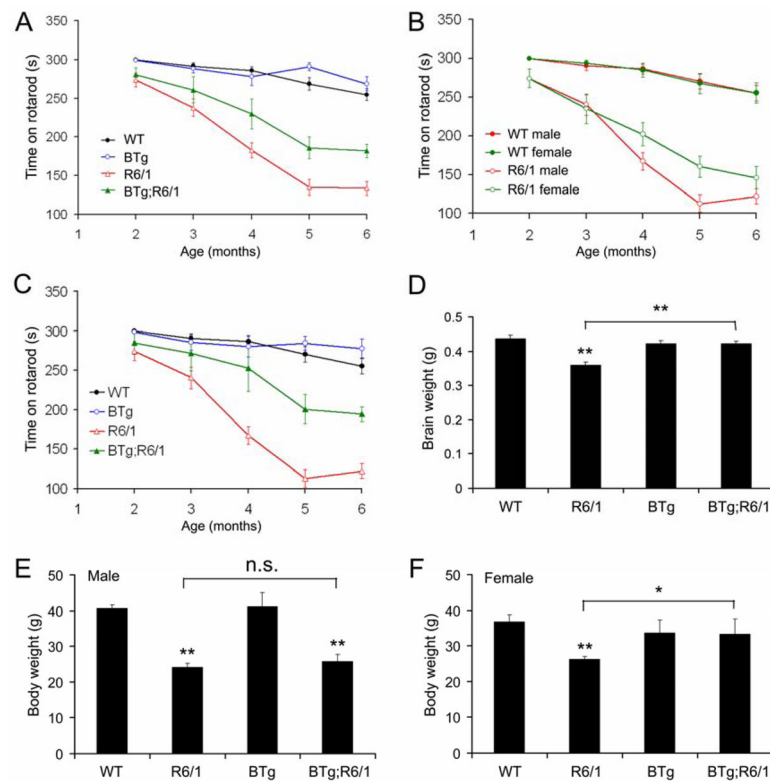 A
Time on rotarod (s)
350
300
250
200
150
100
WT
BTg
R6/1
BTg;R6/1
1 2 3 4 5 6
Age (months)
B
Time on rotarod (s)
350
300
250
200
150
100
WT male
WT female
R6/1 male
R6/1 female
1 2 3 4 5 6
Age (months)
C
Time on rotarod (s)
350
300
250
200
150
100
WT
BTg
R6/1
BTg;R6/1
1 2 3 4 5 6
Age (months)
D
Brain weight (g)
0.5
0.4
0.3
0.2
0.1
0
**
**
WT R6/1 BTg BTg;R6/1
E
Male
Body weight (g)
50
40
30
20
10
0
n.s.
**
**
WT R6/1 BTg BTg;R6/1
F
Female
Body weight (g)
50
40
30
20
10
0
*
**
WT R6/1 BTg BTg;R6/1